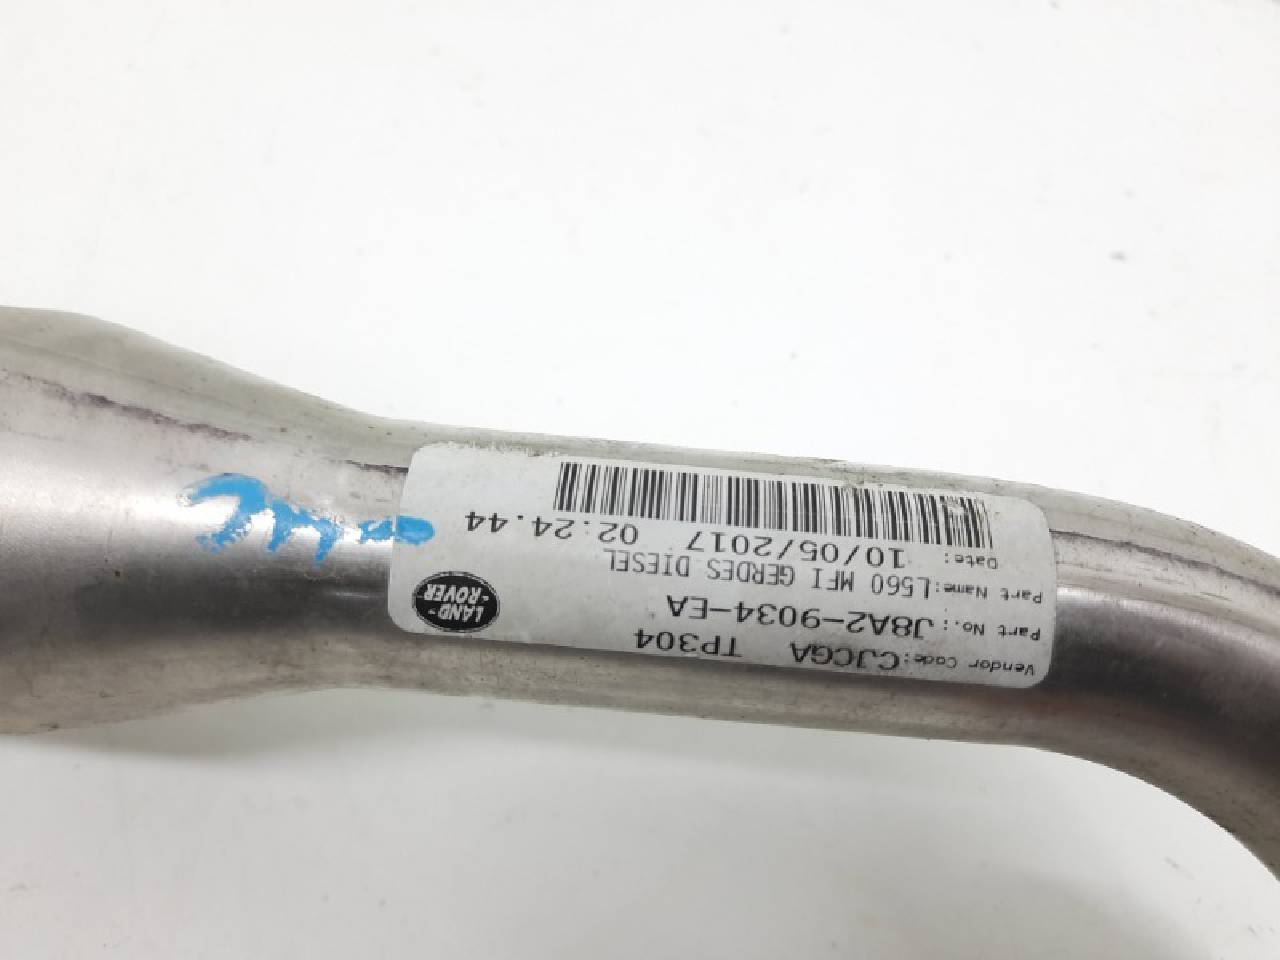 Vendor Code: CJCGA TP304
Part No.: J8A2-9034-EA
Part Name: L560 MFI GERDES DIESEL
Date: 10/05/2017 02:24.44
LAND-
-ROVER